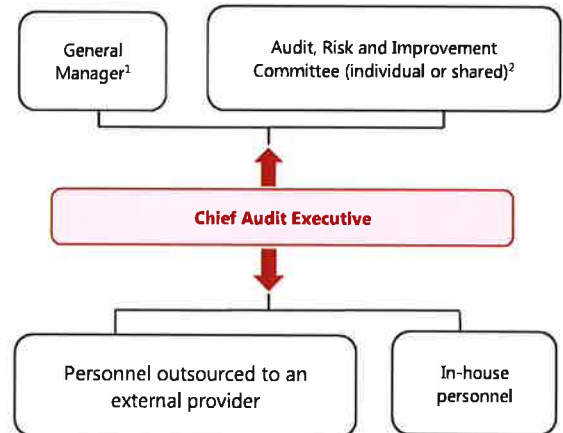 General
Manager¹
Audit, Risk and Improvement
Committee (individual or shared)²
Chief Audit Executive
Personnel outsourced to an
external provider
In-house
personnel